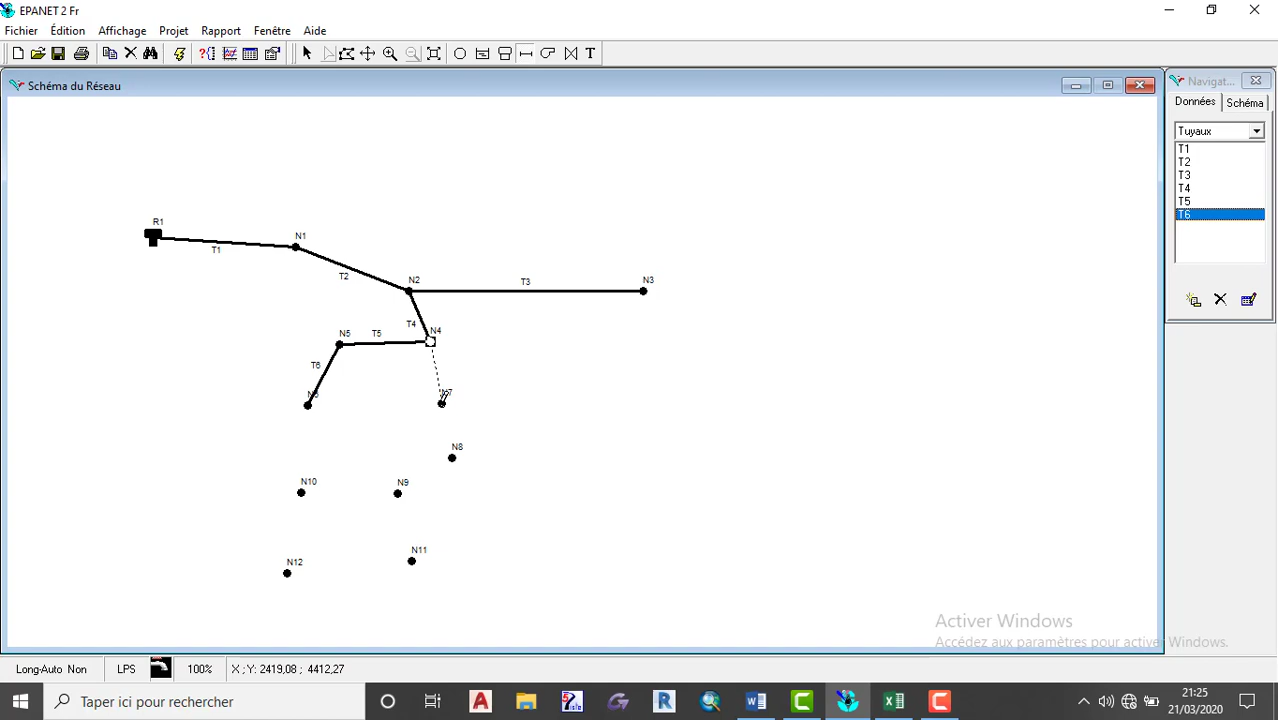 EPANET 2 Fr
Fichier Édition Affichage Projet Rapport Fenêtre Aide
Schéma du Réseau
Navigat...
Données Schéma
Tuyaux
T1
T2
T3
T4
T5
T6
R1
T1
N1
T2
N2
T3
N3
T4
N4
N5
T5
T6
N8
N10
N9
N11
N12
Activer Windows
Accédez aux paramètres pour activer Windows.
Long-Auto Non
LPS
100%
X ; Y: 2419,08 ; 4412,27
Taper ici pour rechercher
21:25
21/03/2020